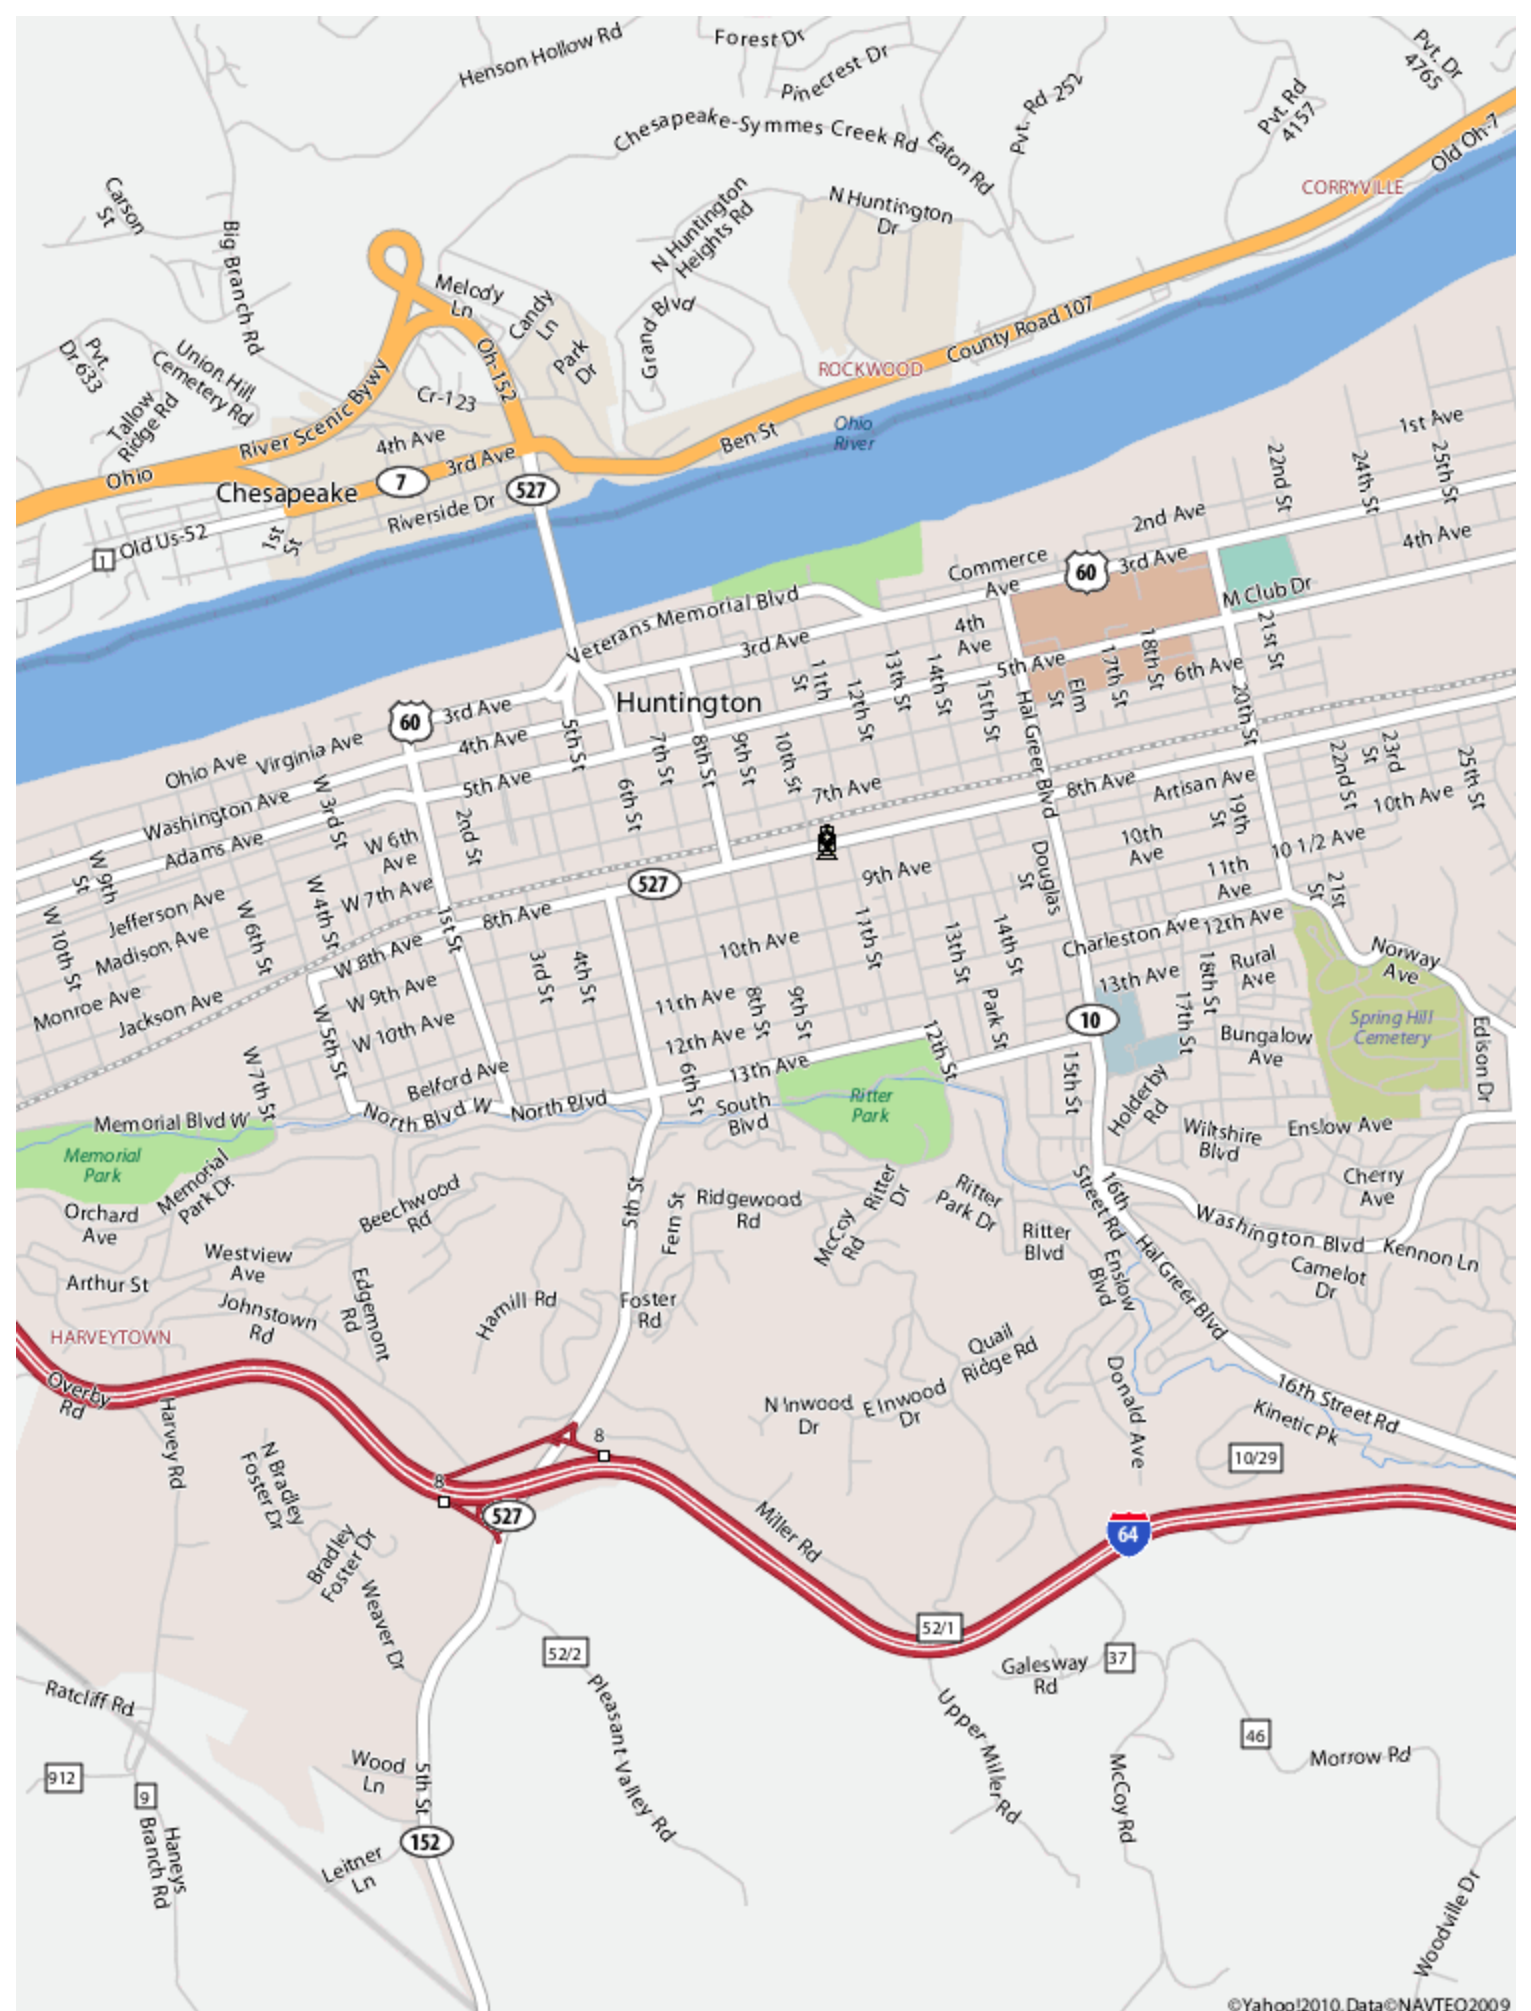 Henson Hollow Rd
Forest Dr
Pinecrest Dr
Chesapeake-Symmes Creek Rd
Eaton Rd
Pvt. Rd 252
Pvt. Rd
4157
Pvt. Dr
4765
Old Oh-7
CORRYVILLE
Carson
St
Big Branch Rd
N Huntington
Heights Rd
N Huntington
Dr
Melody
Ln
Candy
Ln
Park
Dr
Grand Blvd
Oh-152
County Road 107
ROCKWOOD
Pvt.
Dr 633
Union Hill
Cemetery Rd
Tallow
Ridge Rd
River Scenic Bywy
Cr-123
4th Ave
3rd Ave
7
Ohio
Chesapeake
527
Ben St
Ohio
River
Riverside Dr
1st
St
1
Old Us-52
1st Ave
22nd St
24th St
25th St
2nd Ave
4th Ave
Commerce
Ave
60
3rd Ave
M Club Dr
Veterans Memorial Blvd
3rd Ave
4th
Ave
5th Ave
6th Ave
21st St
11th
St
12th St
13th St
14th St
15th St
Elm
St
17th St
18th St
20th St
Huntington
60
3rd Ave
4th Ave
5th Ave
Ohio Ave
Virginia Ave
Washington Ave
Adams Ave
W 3rd St
5th St
6th St
7th St
8th St
9th St
10th St
7th Ave
8th Ave
Hal Greer Blvd
Artisan Ave
10th Ave
22nd St
23rd
St
25th St
2nd St
W 6th
Ave
W 7th Ave
W 9th
St
W 10th St
Jefferson Ave
Madison Ave
Monroe Ave
Jackson Ave
W 6th St
W 4th St
1st St
8th Ave
W 8th Ave
W 9th Ave
W 10th Ave
W 5th St
W 7th St
527
9th Ave
10th
Ave
19th
St
10 1/2 Ave
11th
Ave
21st
St
Douglas
St
Charleston Ave
12th Ave
13th Ave
Rural
Ave
Norway
Ave
10th Ave
11th St
13th St
14th St
3rd St
4th St
11th Ave
12th Ave
8th St
9th St
Park St
10
18th St
17th St
Bungalow
Ave
Spring Hill
Cemetery
Edison Dr
12th St
13th Ave
Belford Ave
North Blvd W
North Blvd
6th St
South
Blvd
Ritter
Park
15th St
Holderby
Rd
Wiltshire
Blvd
Enslow Ave
Memorial Blvd W
Memorial
Park
Memorial
Park Dr
Orchard
Ave
Beechwood
Rd
Cherry
Ave
Ridgewood
Rd
5th St
Fern St
McCoy
Rd
Ritter
Dr
Ritter
Park Dr
Ritter
Blvd
16th
Street Rd
Washington Blvd
Kennon Ln
Camelot
Dr
Enslow
Blvd
Hal Greer Blvd
Westview
Ave
Arthur St
Johnstown
Rd
Edgemont
Rd
Hamill Rd
Foster
Rd
HARVEYTOWN
Quail
Ridge Rd
Donald Ave
N Inwood
Dr
E Inwood
Dr
16th Street Rd
Kinetic Pk
10/29
Overby
Rd
Harvey Rd
N Bradley
Foster Dr
8
8
527
Miller Rd
64
Bradley
Foster Dr
Weaver Dr
52/1
52/2
Galesway
Rd
37
Ratcliff Rd
Pleasant Valley Rd
Upper Miller Rd
McCoy Rd
46
Morrow Rd
912
9
Haneys
Branch Rd
Wood
Ln
5th St
152
Leitner
Ln
Woodville Dr
©Yahoo!2010, Data©NAVTEQ2009